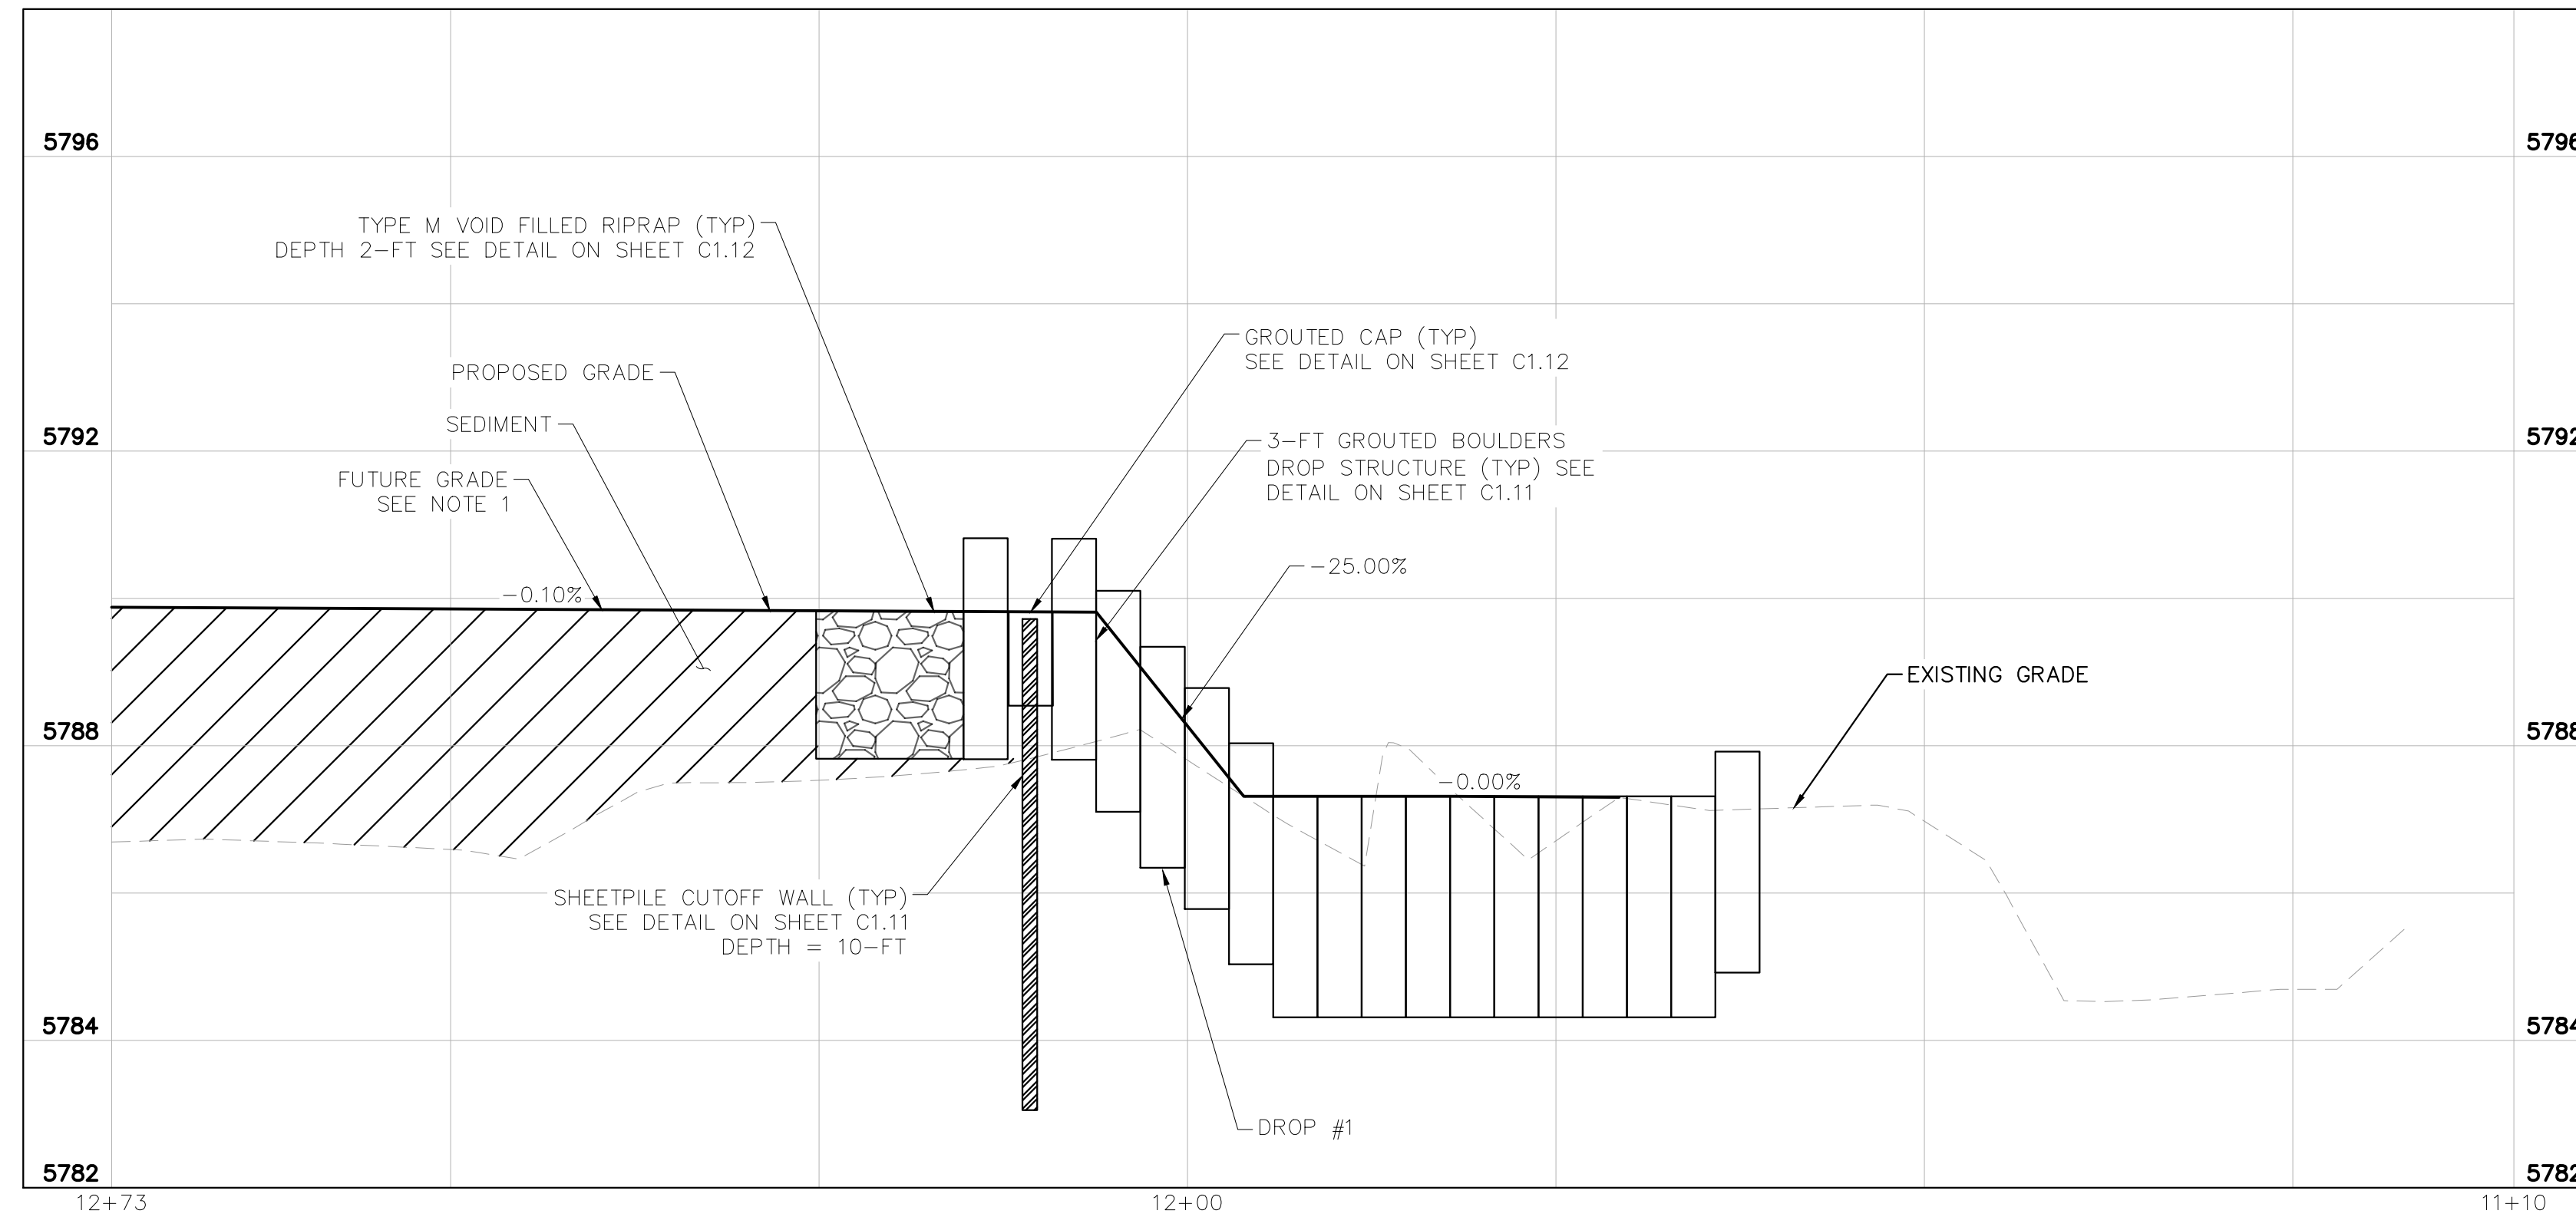 5796
5796
TYPE M VOID FILLED RIPRAP (TYP)
DEPTH 2-FT SEE DETAIL ON SHEET C1.12
GROUTED CAP (TYP)
SEE DETAIL ON SHEET C1.12
PROPOSED GRADE
SEDIMENT
5792
5792
3-FT GROUTED BOULDERS
DROP STRUCTURE (TYP) SEE
DETAIL ON SHEET C1.11
FUTURE GRADE
SEE NOTE 1
-25.00%
-0.10%
EXISTING GRADE
5788
5788
-0.00%
SHEETPILE CUTOFF WALL (TYP)
SEE DETAIL ON SHEET C1.11
DEPTH = 10-FT
5784
5784
DROP #1
5782
5782
12+73
12+00
11+10